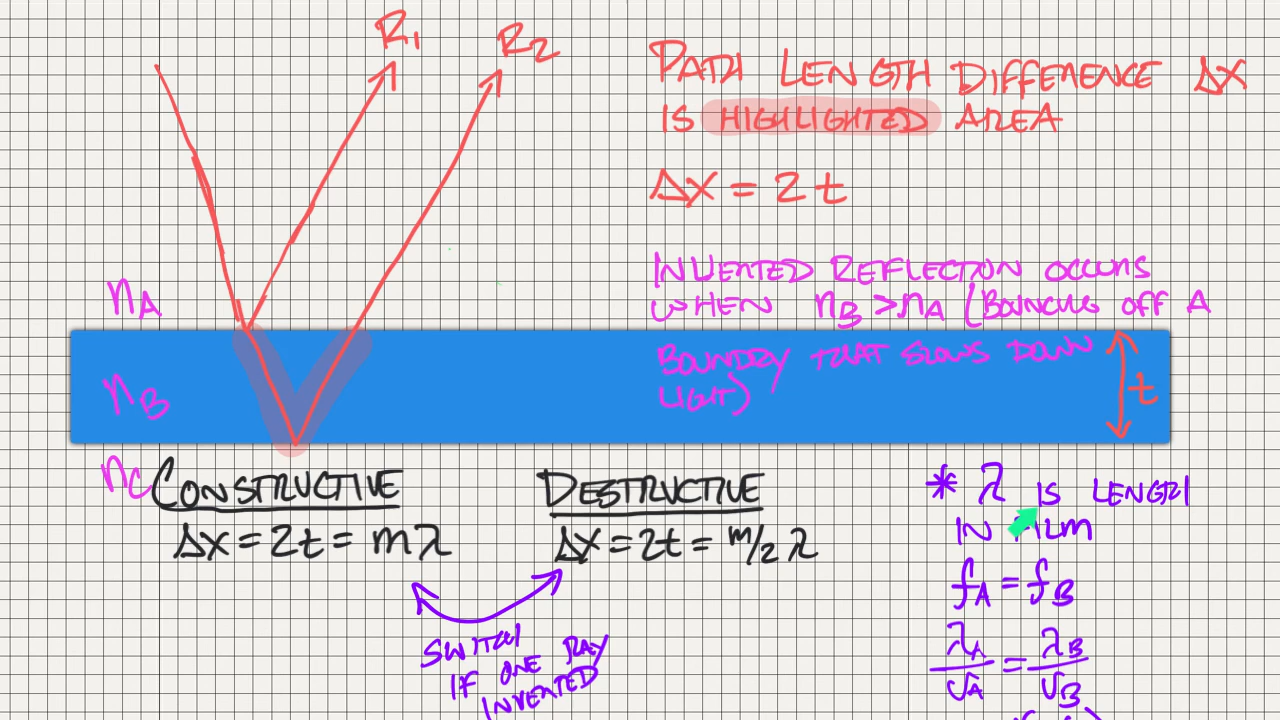 R1
R2
PATH LENGTH DIFFERENCE ΔX
IS HIGHLIGHTED AREA
ΔX = 2t
INVERTED REFLECTION OCCURS
WHEN nB > nA (BOUNCES OFF A
BOUNDRY THAT SLOWS DOWN
LIGHT)
nA
nB
t
nC
CONSTRUCTIVE
ΔX = 2t = mλ
DESTRUCTIVE
ΔX = 2t = m/2 λ
SWITCH
IF ONE RAY
INVERTED
* λ IS LENGTH
IN FILM
fA = fB
λA/VA = λB/VB